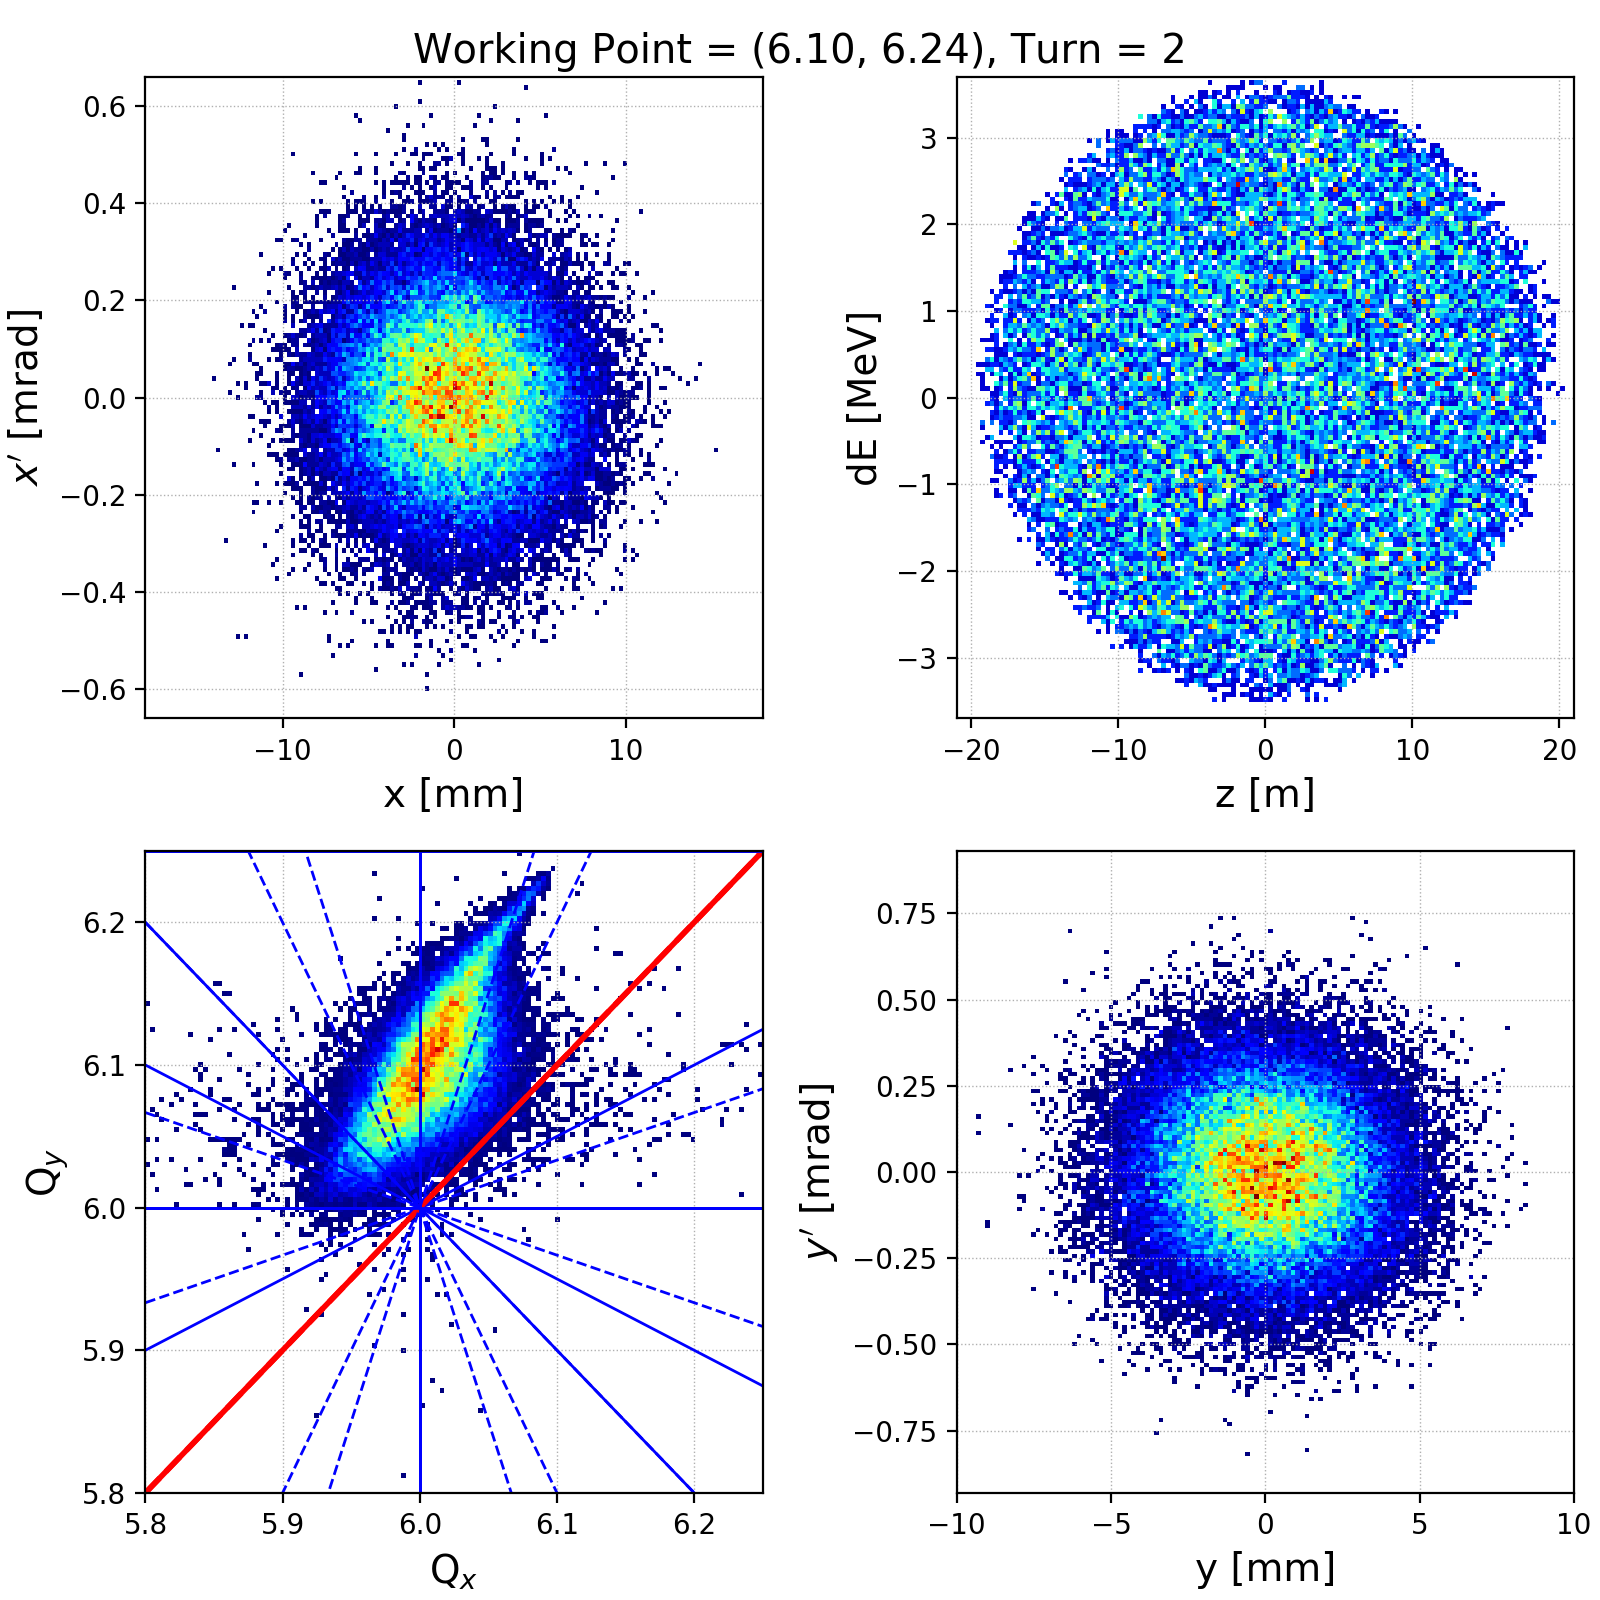 Working Point = (6.10, 6.24), Turn = 2
0.6
0.4
0.2
0.0
−0.2
−0.4
−0.6
x′ [mrad]
−10 0 10
x [mm]
3
2
1
0
−1
−2
−3
dE [MeV]
−20 −10 0 10 20
z [m]
6.2
6.1
6.0
5.9
5.8
Qy
5.8 5.9 6.0 6.1 6.2
Qx
0.75
0.50
0.25
0.00
−0.25
−0.50
−0.75
y′ [mrad]
−10 −5 0 5 10
y [mm]